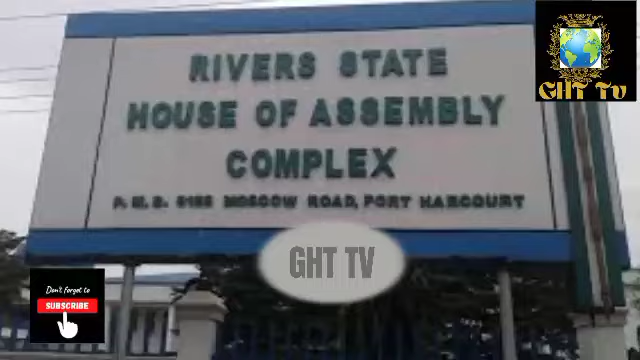 RIVERS STATE
HOUSE OF ASSEMBLY
COMPLEX
MOSCOW ROAD, PORT HARCOURT
GHT TV
GHT TV
Don't forget to
SUBSCRIBE